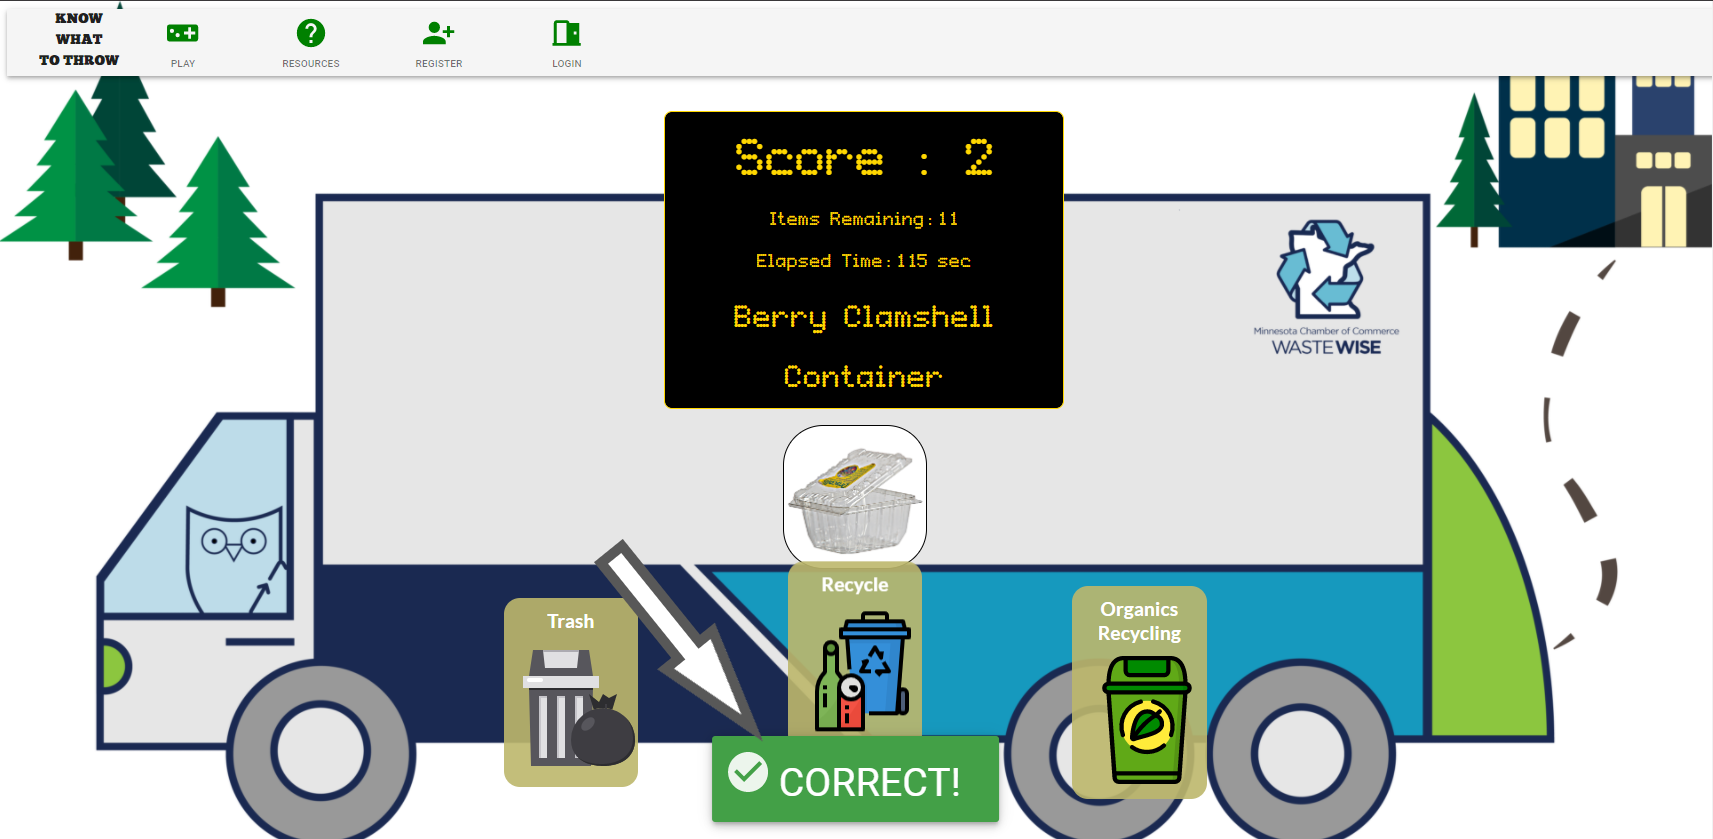 KNOW
WHAT
TO THROW
PLAY
RESOURCES
REGISTER
LOGIN
Score : 2
Items Remaining:11
Elapsed Time:115 sec
Berry Clamshell
Container
Minnesota Chamber of Commerce
WASTEWISE
Recycle
Trash
Organics
Recycling
CORRECT!